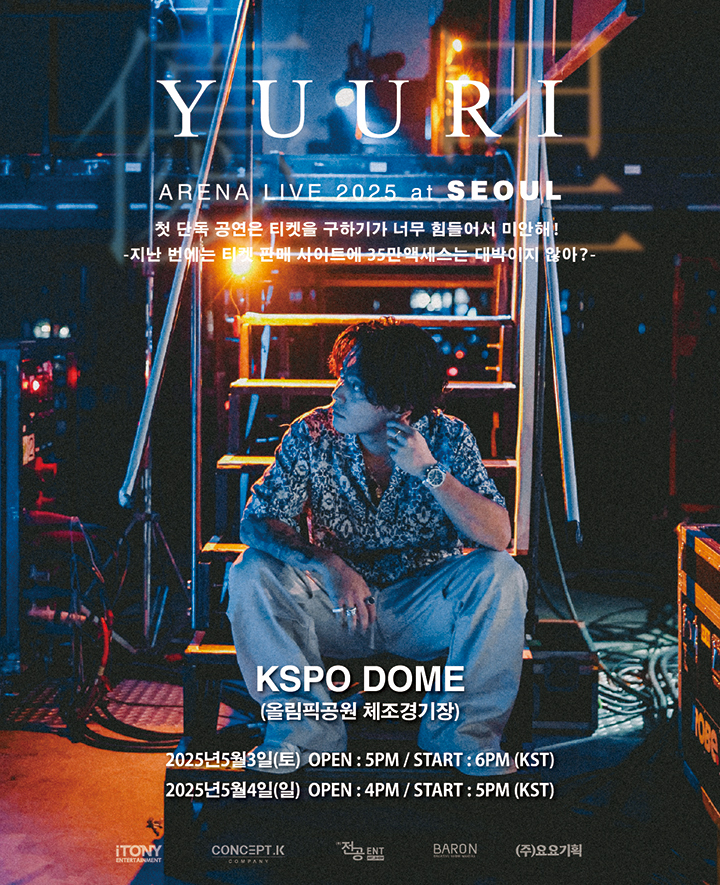 優里
YUURI
ARENA LIVE 2025 at SEOUL
첫 단독 공연은 티켓을 구하기가 너무 힘들어서 미안해!
-지난 번에는 티켓 판매 사이트에 35만액세스는 대박이지 않아?-
KSPO DOME
(올림픽공원 체조경기장)
2025년5월3일(토) OPEN : 5PM / START : 6PM (KST)
2025년5월4일(일) OPEN : 4PM / START : 5PM (KST)
iTONY ENTERTAINMENT
CONCEPT.K COMPANY
전공 ENT
BARON
(주)요요기획